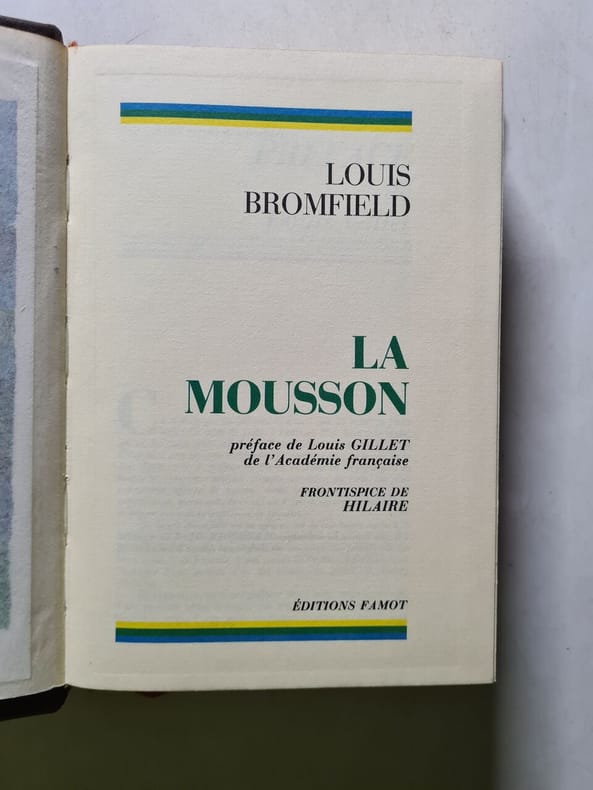 LOUIS
BROMFIELD
LA
MOUSSON
préface de Louis GILLET
de l'Académie française
FRONTISPICE DE
HILAIRE
ÉDITIONS FAMOT